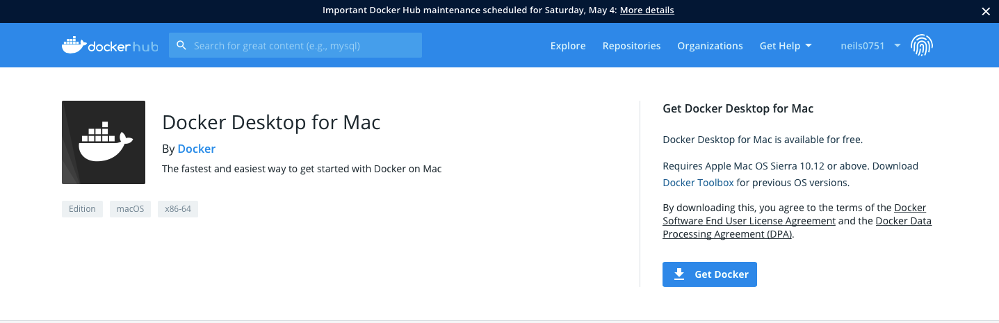 Important Docker Hub maintenance scheduled for Saturday, May 4: More details
docker hub
Search for great content (e.g., mysql)
Explore
Repositories
Organizations
Get Help
neils0751
Docker Desktop for Mac
By Docker
The fastest and easiest way to get started with Docker on Mac
Edition
macOS
x86-64
Get Docker Desktop for Mac
Docker Desktop for Mac is available for free.
Requires Apple Mac OS Sierra 10.12 or above. Download
Docker Toolbox for previous OS versions.
By downloading this, you agree to the terms of the Docker
Software End User License Agreement and the Docker Data
Processing Agreement (DPA).
Get Docker